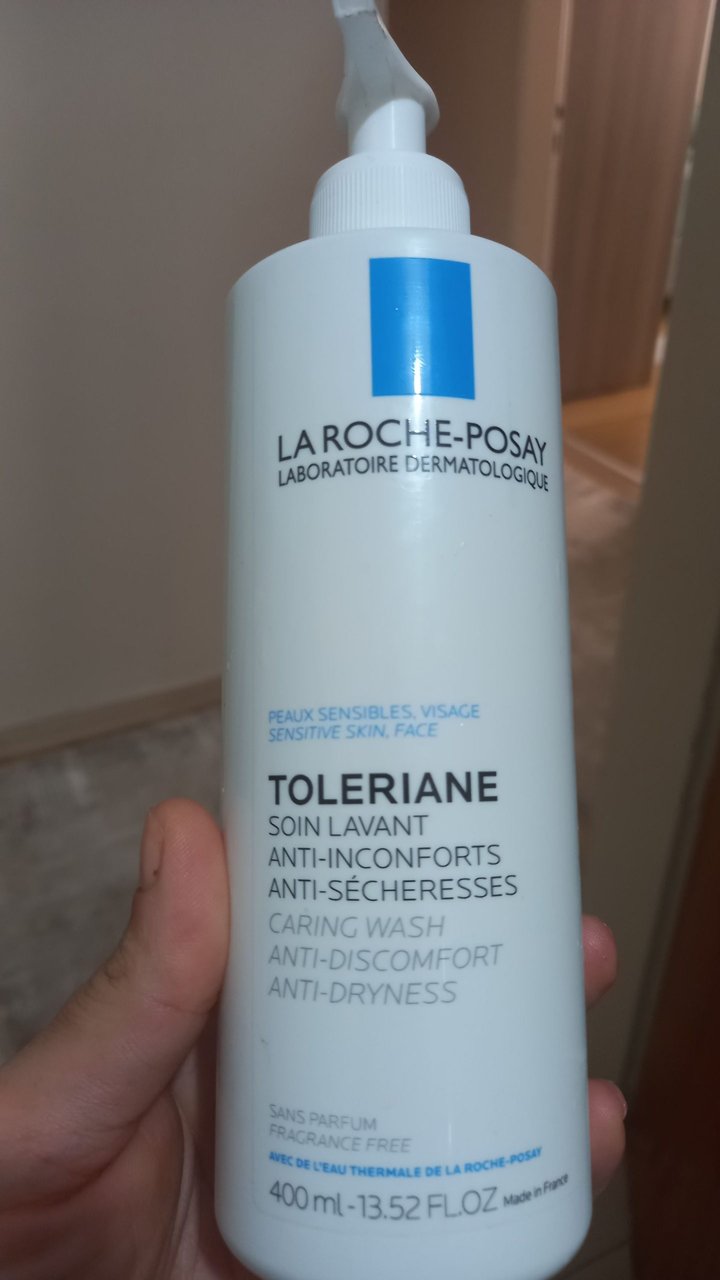 LA ROCHE-POSAY
LABORATOIRE DERMATOLOGIQUE
PEAUX SENSIBLES, VISAGE
SENSITIVE SKIN, FACE
TOLERIANE
SOIN LAVANT
ANTI-INCONFORTS
ANTI-SÉCHERESSES
CARING WASH
ANTI-DISCOMFORT
ANTI-DRYNESS
SANS PARFUM
FRAGRANCE FREE
AVEC DE L'EAU THERMALE DE LA ROCHE-POSAY
400 ml - 13.52 FL.OZ Made in France